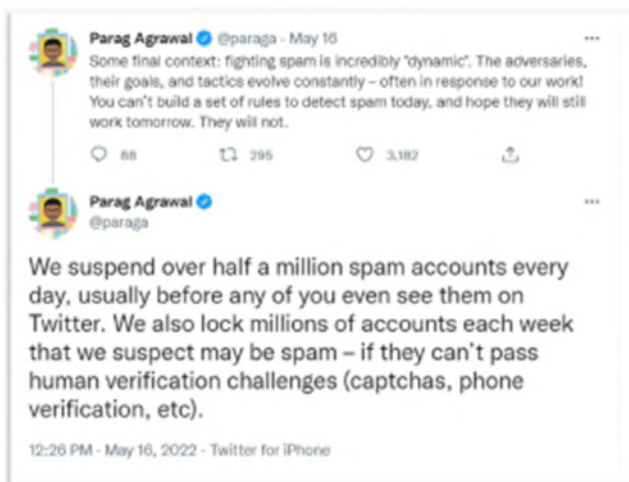 Parag Agrawal @paraga · May 16
Some final context: fighting spam is incredibly "dynamic". The adversaries,
their goals, and tactics evolve constantly – often in response to our work!
You can't build a set of rules to detect spam today, and hope they will still
work tomorrow. They will not.
88 295 3,182
Parag Agrawal
@paraga
We suspend over half a million spam accounts every
day, usually before any of you even see them on
Twitter. We also lock millions of accounts each week
that we suspect may be spam – if they can't pass
human verification challenges (captchas, phone
verification, etc).
12:26 PM · May 16, 2022 · Twitter for iPhone